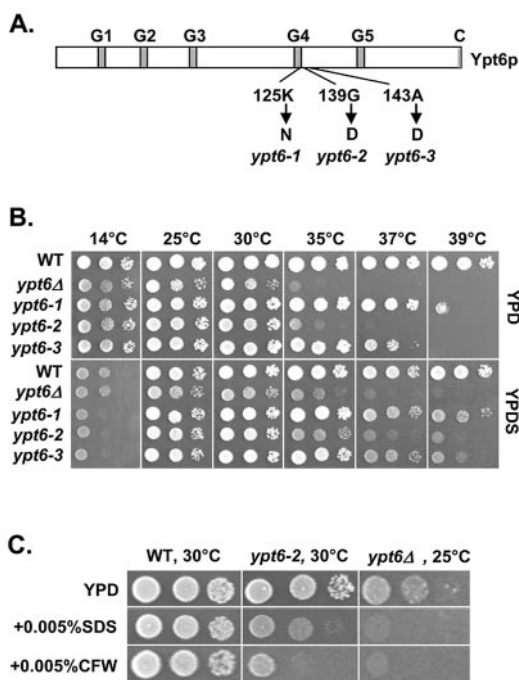 A.
G1 G2 G3 G4 G5 C
Ypt6p
125K 139G 143A
N D D
ypt6-1 ypt6-2 ypt6-3
B.
14°C 25°C 30°C 35°C 37°C 39°C
WT
ypt6Δ
ypt6-1
ypt6-2
ypt6-3
YPD
WT
ypt6Δ
ypt6-1
ypt6-2
ypt6-3
YPDS
C.
WT, 30°C ypt6-2, 30°C ypt6Δ , 25°C
YPD
+0.005%SDS
+0.005%CFW